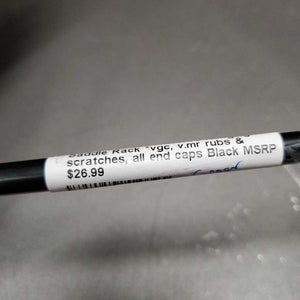 Saddle Rack *vgc, v.mr rubs &
scratches, all end caps Black MSRP
$26.99